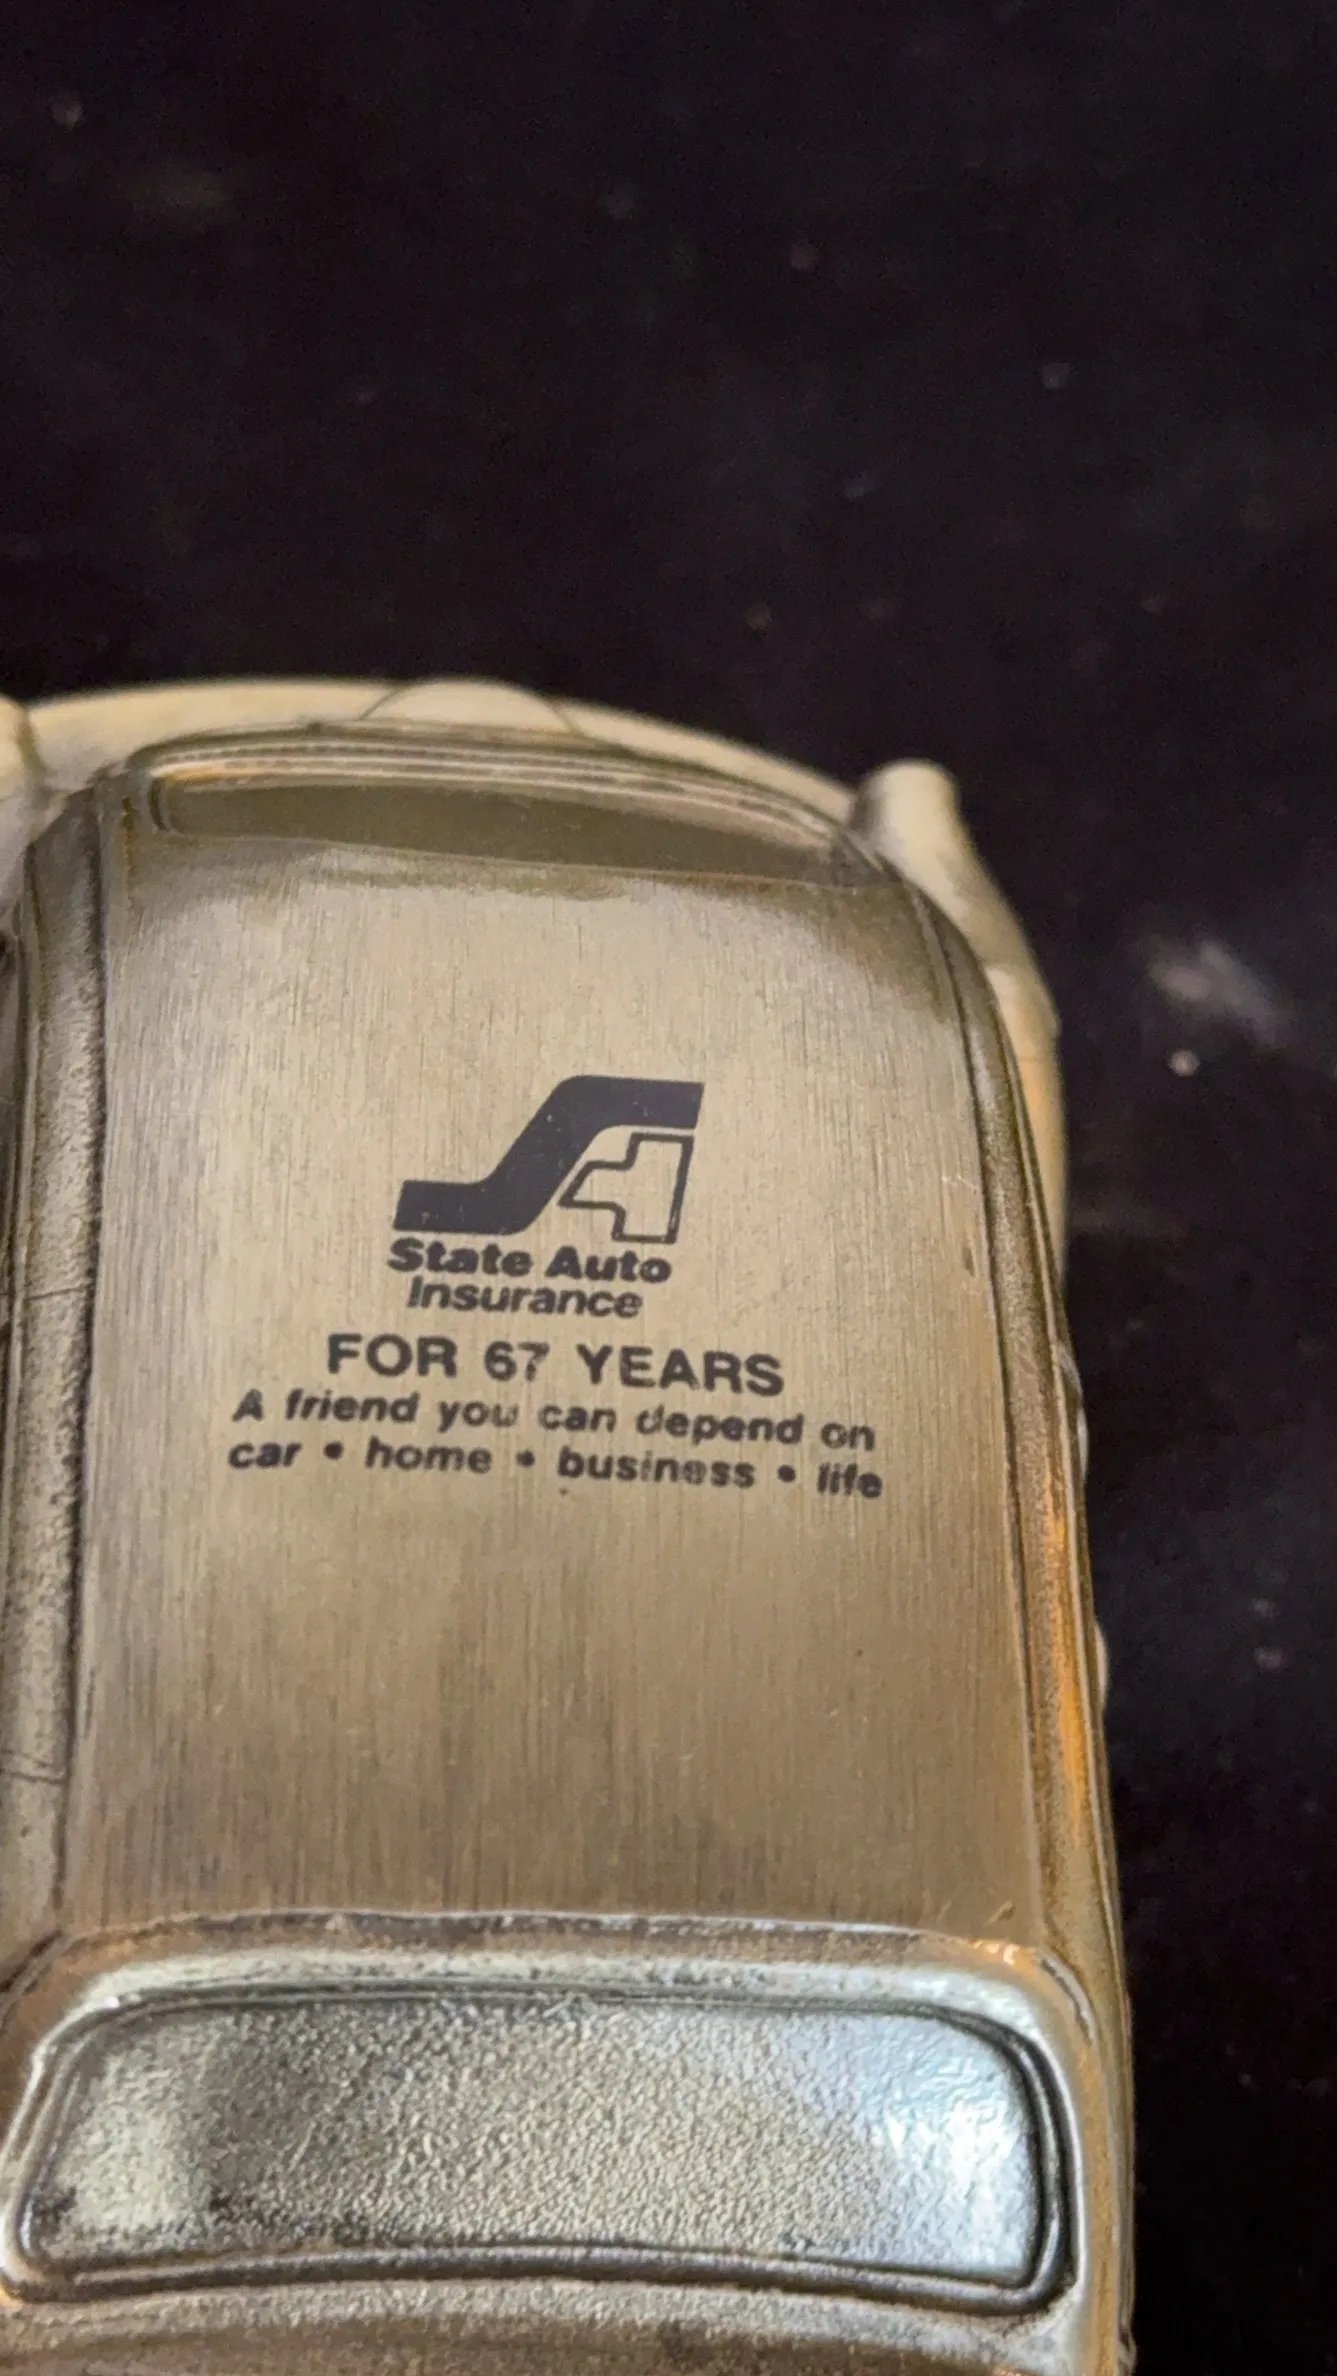 State Auto
Insurance
FOR 67 YEARS
A friend you can depend on
car • home • business • life